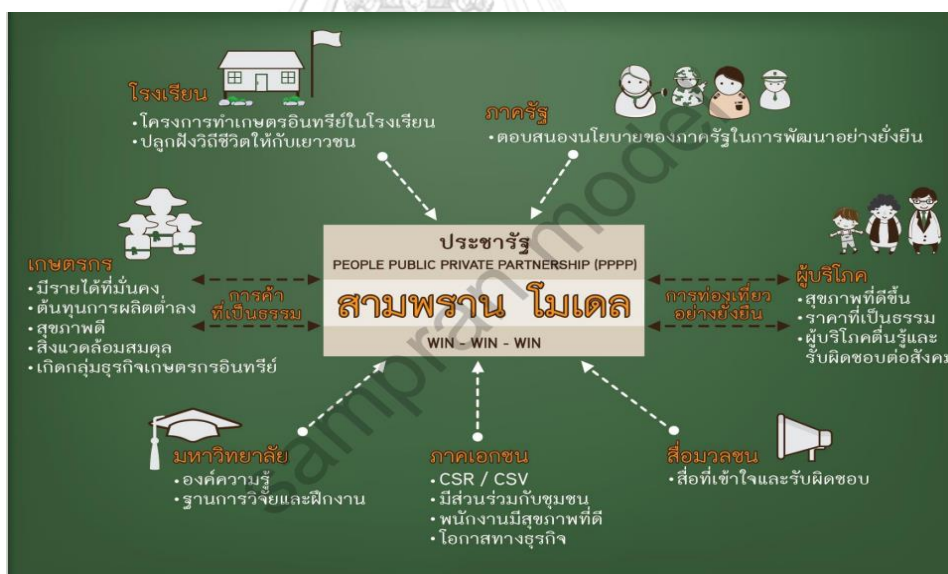 โรงเรียน
• โครงการทำเกษตรอินทรีย์ในโรงเรียน
• ปลูกฝังวิถีชีวิตให้กับเยาวชน
ภาครัฐ
• ตอบสนองนโยบายของภาครัฐในการพัฒนาอย่างยั่งยืน
เกษตรกร
• มีรายได้ที่มั่นคง
• ต้นทุนการผลิตต่ำลง
• สุขภาพดี
• สิ่งแวดล้อมสมดุล
• เกิดกลุ่มธุรกิจเกษตรกรอินทรีย์
การค้า
ที่เป็นธรรม
ประชารัฐ
PEOPLE PUBLIC PRIVATE PARTNERSHIP (PPPP)
สามพราน โมเดล
WIN - WIN - WIN
การท่องเที่ยว
อย่างยั่งยืน
ผู้บริโภค
• สุขภาพที่ดีขึ้น
• ราคาที่เป็นธรรม
• ผู้บริโภคตื่นรู้และ
รับผิดชอบต่อสังคม
มหาวิทยาลัย
• องค์ความรู้
• ฐานการวิจัยและฝึกงาน
ภาคเอกชน
• CSR / CSV
• มีส่วนร่วมกับชุมชน
• พนักงานมีสุขภาพที่ดี
• โอกาสทางธุรกิจ
สื่อมวลชน
• สื่อที่เข้าใจและรับผิดชอบ
sampran model